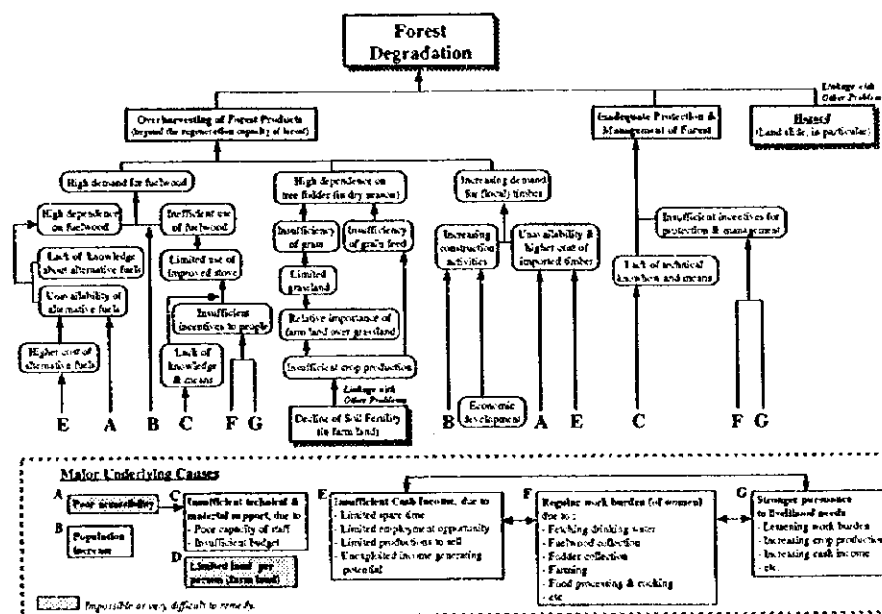 Forest
Degradation
Linkage with
Other Problems
Overharvesting of Forest Products
(beyond the regeneration capacity of forest)
Inadequate Protection &
Management of Forest
Hazard
(Land slide, in particular)
High demand for fuelwood
High dependence on
tree fodder (in dry season)
Increasing demand
for (local) timber
High dependence
on fuelwood
Inefficient use
of fuelwood
Insufficiency
of grass
Insufficiency
of grain feed
Increasing
construction
activities
Unavailability &
higher cost of
imported timber
Insufficient incentives for
protection & management
Lack of knowledge
about alternative fuels
Limited use of
improved stove
Limited
grassland
Lack of technical
knowhow and means
Unavailability of
alternative fuels
Insufficient
incentives to people
Relative importance of
farm land over grassland
Higher cost of
alternative fuels
Lack of
knowledge
& means
Insufficient crop production
Linkage with
Other Problems
Decline of Soil Fertility
(in farm land)
Economic
development
E A B C F G B A E C F G
Major Underlying Causes
A
Poor accessibility
B
Population
increase
C
Insufficient technical &
material support, due to
- Poor capacity of staff
- Insufficient budget
D
Limited land per
person (farm land)
E
Insufficient Cash Income, due to
- Limited spare time
- Limited employment opportunity
- Limited productions to sell
- Unexploited income generating
potential
F
Regular work burden (of women)
due to :
- Fetching drinking water
- Fuelwood collection
- Fodder collection
- Farming
- Food processing & cooking
- etc
G
Stronger persuance
to livelihood needs
- Lessening work burden
- Increasing crop production
- Increasing cash income
- etc.
Impossible or very difficult to remedy.